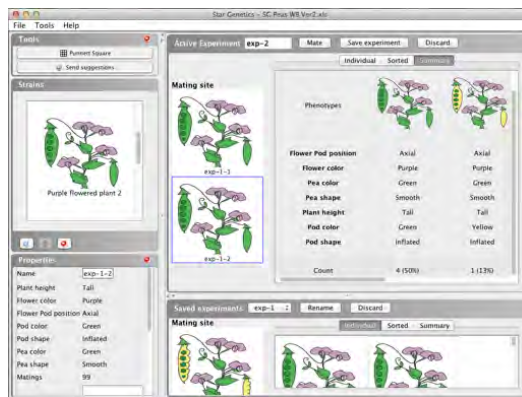 Star Genetics - SG Peas WB Ver2.xls
File Tools Help
Tools
Punnett Square
Send suggestions
Strains
Purple flowered plant 2
Properties
Name exp-1-2
Plant height Tall
Flower color Purple
Flower Pod position Axial
Pod color Green
Pod shape Inflated
Pea color Green
Pea shape Smooth
Matings 99
Active Experiment exp-2 Mate Save experiment Discard
Mating site
exp-1-1
exp-1-2
Individual Sorted Summary
Phenotypes
Flower Pod position Axial Axial
Flower color Purple Purple
Pea color Green Green
Pea shape Smooth Smooth
Plant height Tall Tall
Pod color Green Yellow
Pod shape Inflated Inflated
Count 4 (50%) 1 (13%)
Saved experiments exp-1 Rename Discard
Mating site
Individual Sorted Summary